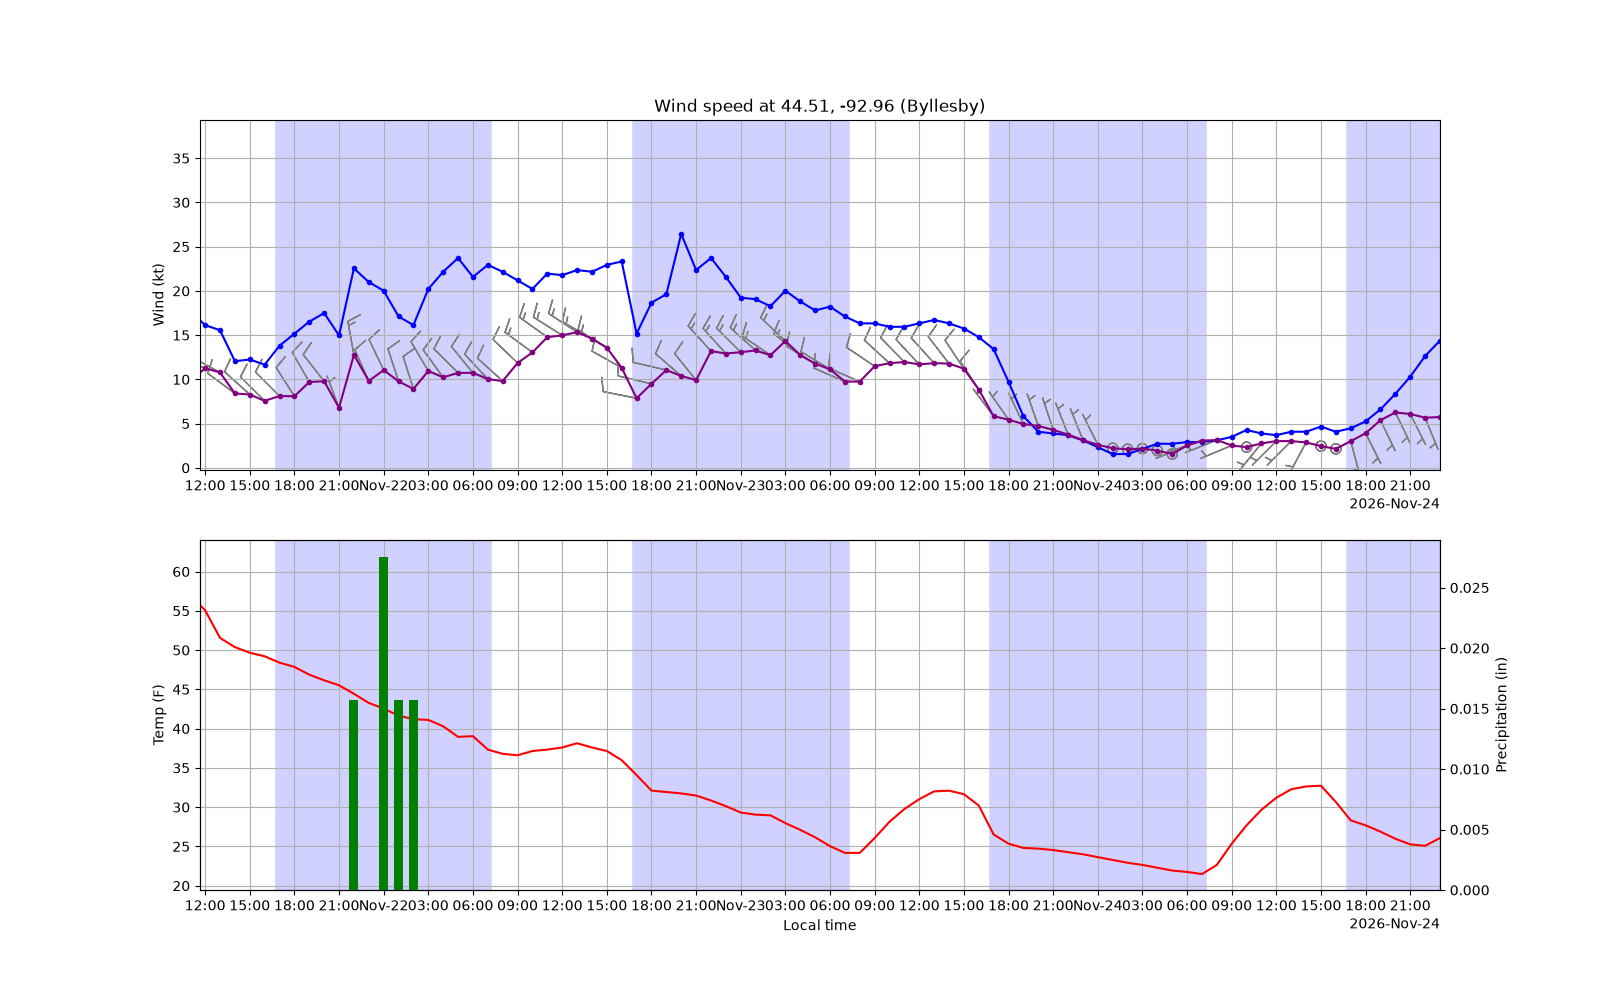 Wind speed at 44.51, -92.96 (Byllesby)
Wind (kt)
35
30
25
20
15
10
5
0
12:00 15:00 18:00 21:00 Nov-22 03:00 06:00 09:00 12:00 15:00 18:00 21:00 Nov-23 03:00 06:00 09:00 12:00 15:00 18:00 21:00 Nov-24 03:00 06:00 09:00 12:00 15:00 18:00 21:00
2026-Nov-24
Temp (F)
60
55
50
45
40
35
30
25
20
0.025
0.020
0.015
0.010
0.005
0.000
Precipitation (in)
12:00 15:00 18:00 21:00 Nov-22 03:00 06:00 09:00 12:00 15:00 18:00 21:00 Nov-23 03:00 06:00 09:00 12:00 15:00 18:00 21:00 Nov-24 03:00 06:00 09:00 12:00 15:00 18:00 21:00
Local time
2026-Nov-24